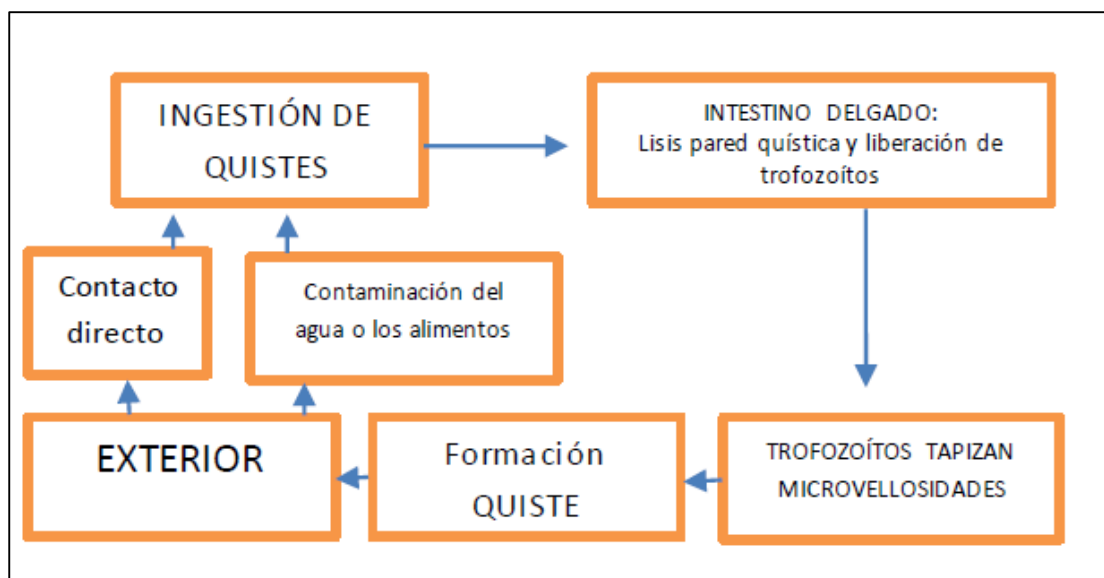 INGESTIÓN DE
QUISTES
INTESTINO DELGADO:
Lisis pared quística y liberación de
trofozoítos
Contacto
directo
Contaminación del
agua o los alimentos
EXTERIOR
Formación
QUISTE
TROFOZOÍTOS TAPIZAN
MICROVELLOSIDADES